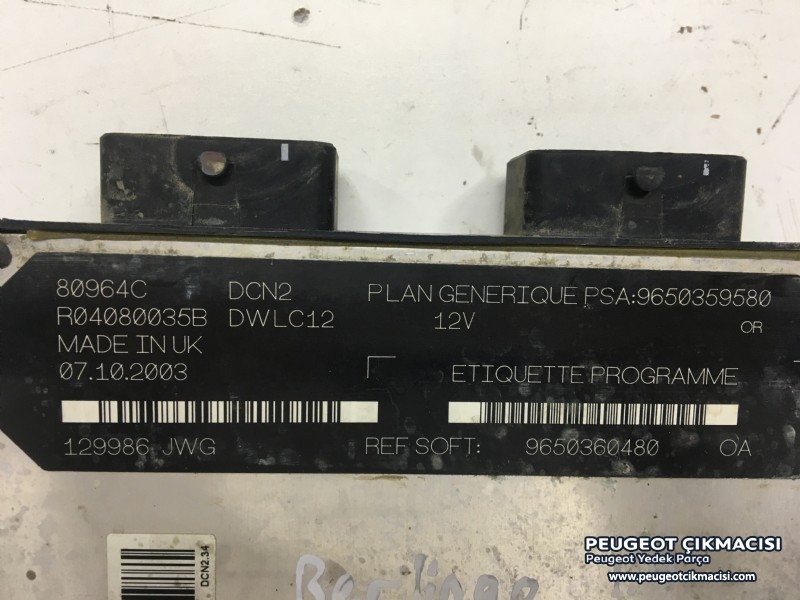 80964C DCN2 PLAN GENERIQUE PSA:9650359580
R04080035B DWLC12 12V OR
MADE IN UK
07.10.2003 ETIQUETTE PROGRAMME
129986 JWG REF SOFT: 9650360480 OA
DCN2.34
Berlingo
PEUGEOT ÇIKMACISI
Peugeot Yedek Parça
www.peugeotcikmacisi.com